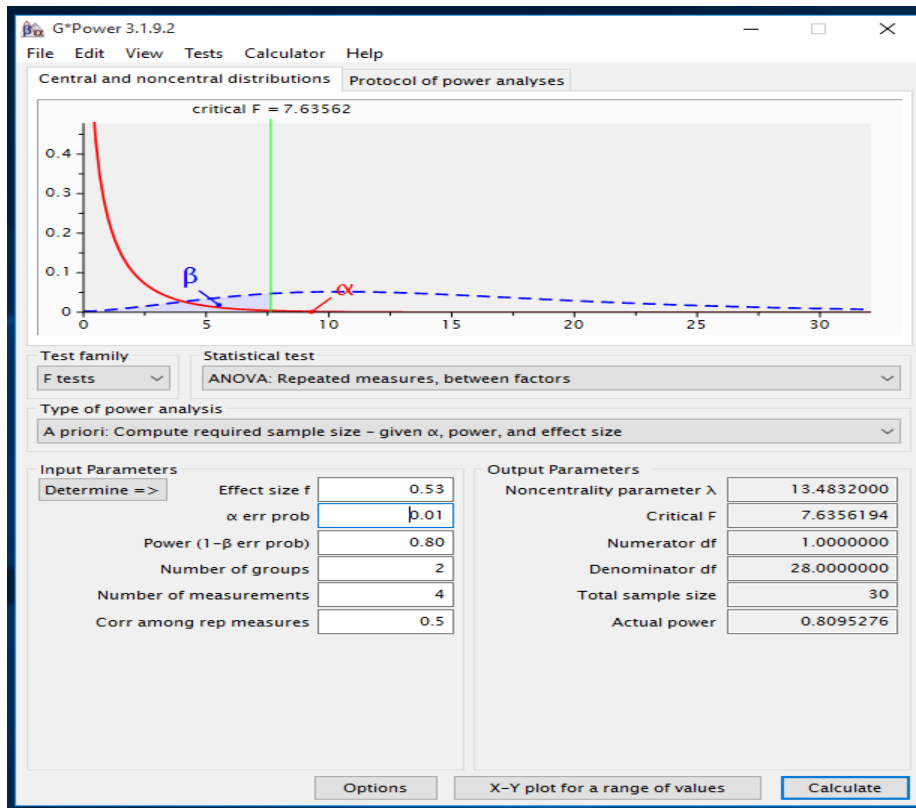 βα G*Power 3.1.9.2
File Edit View Tests Calculator Help
Central and noncentral distributions Protocol of power analyses
critical F = 7.63562
0.4
0.3
0.2
0.1
0
β
α
0 5 10 15 20 25 30
Test family Statistical test
F tests ANOVA: Repeated measures, between factors
Type of power analysis
A priori: Compute required sample size – given α, power, and effect size
Input Parameters Output Parameters
Determine => Effect size f 0.53 Noncentrality parameter λ 13.4832000
α err prob 0.01 Critical F 7.6356194
Power (1-β err prob) 0.80 Numerator df 1.0000000
Number of groups 2 Denominator df 28.0000000
Number of measurements 4 Total sample size 30
Corr among rep measures 0.5 Actual power 0.8095276
Options X-Y plot for a range of values Calculate